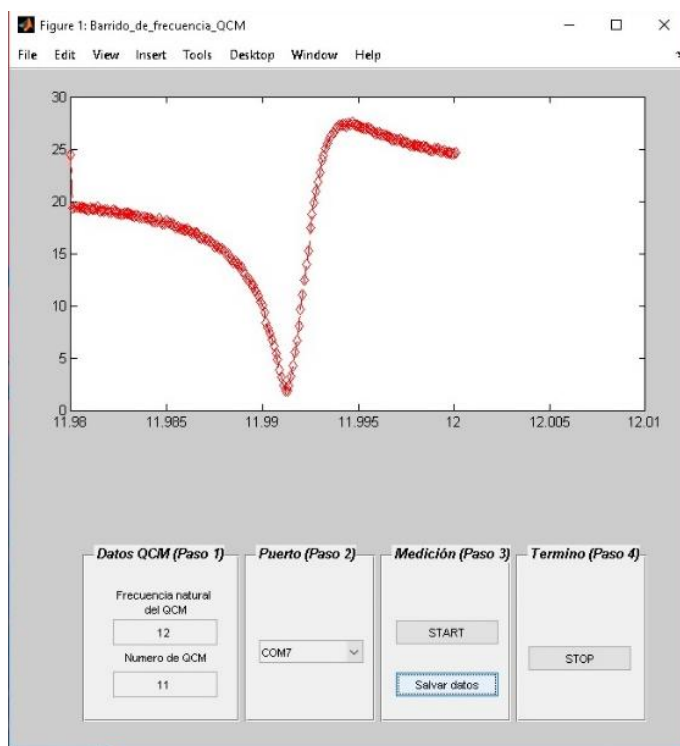 Figure 1: Barrido_de_frecuencia_QCM
File Edit View Insert Tools Desktop Window Help
30
25
20
15
10
5
0
11.98 11.985 11.99 11.995 12 12.005 12.01
Datos QCM (Paso 1)
Frecuencia natural
del QCM
12
Numero de QCM
11
Puerto (Paso 2)
COM7
Medición (Paso 3)
START
Salvar datos
Termino (Paso 4)
STOP